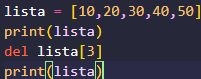 lista = [10,20,30,40,50]
print(lista)
del lista[3]
print(lista)